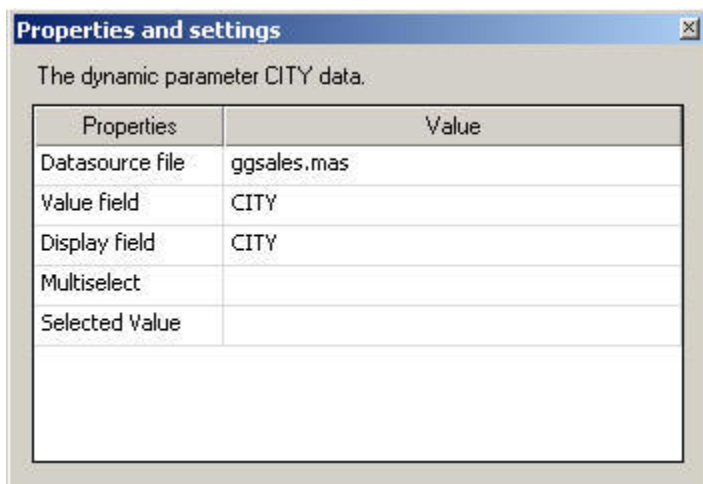 Properties and settings
The dynamic parameter CITY data.
Properties Value
Datasource file ggsales.mas
Value field CITY
Display field CITY
Multiselect
Selected Value